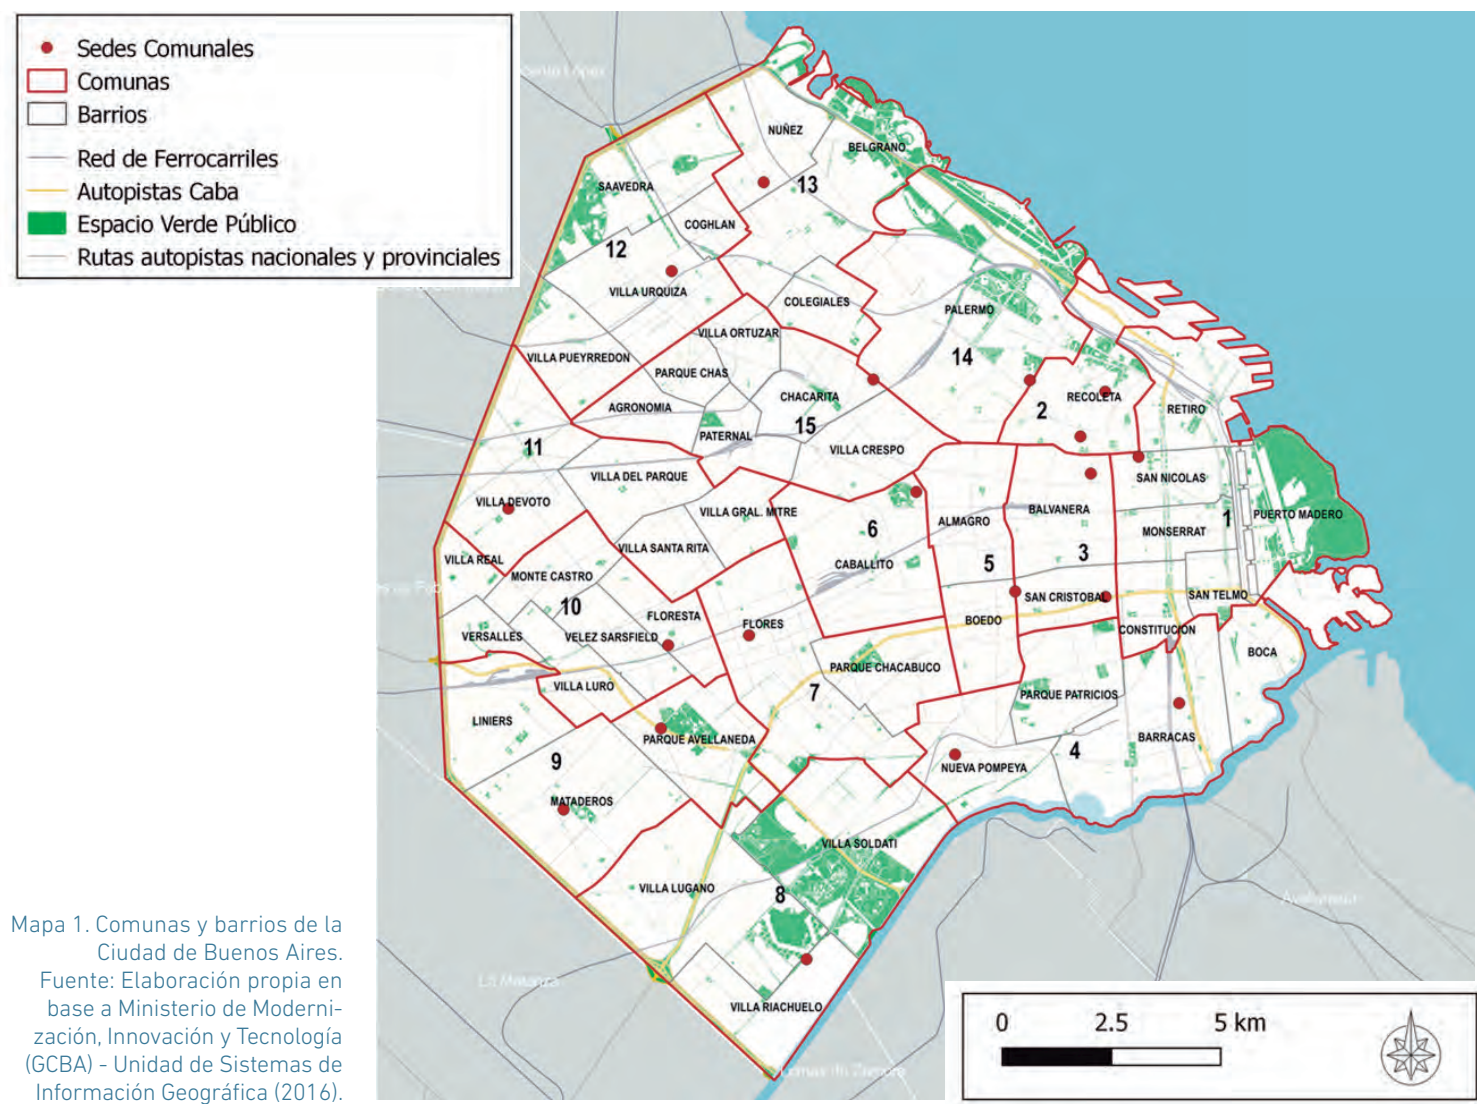 Sedes Comunales
Comunas
Barrios
Red de Ferrocarriles
Autopistas Caba
Espacio Verde Público
Rutas autopistas nacionales y provinciales
NUÑEZ
BELGRANO
13
SAAVEDRA
COGHLAN
12
VILLA URQUIZA
COLEGIALES
PALERMO
VILLA ORTUZAR
VILLA PUEYRREDON
14
PARQUE CHAS
CHACARITA
RECOLETA
AGRONOMIA
2
RETIRO
15
PATERNAL
11
VILLA CRESPO
VILLA DEL PARQUE
SAN NICOLAS
VILLA DEVOTO
VILLA GRAL. MITRE
BALVANERA
PUERTO MADERO
1
ALMAGRO
6
MONSERRAT
VILLA SANTA RITA
3
VILLA REAL
CABALLITO
5
MONTE CASTRO
SAN TELMO
SAN CRISTOBAL
10
FLORESTA
FLORES
BOEDO
CONSTITUCIÓN
VERSALLES
VELEZ SARSFIELD
BOCA
PARQUE CHACABUCO
VILLA LURO
7
PARQUE PATRICIOS
LINIERS
BARRACAS
PARQUE AVELLANEDA
4
9
NUEVA POMPEYA
MATADEROS
VILLA SOLDATI
VILLA LUGANO
8
Avellaneda
La Matanza
VILLA RIACHUELO
Lomas de Zamora
0 2.5 5 km
Mapa 1. Comunas y barrios de la
Ciudad de Buenos Aires.
Fuente: Elaboración propia en
base a Ministerio de Moderni-
zación, Innovación y Tecnología
(GCBA) - Unidad de Sistemas de
Información Geográfica (2016).